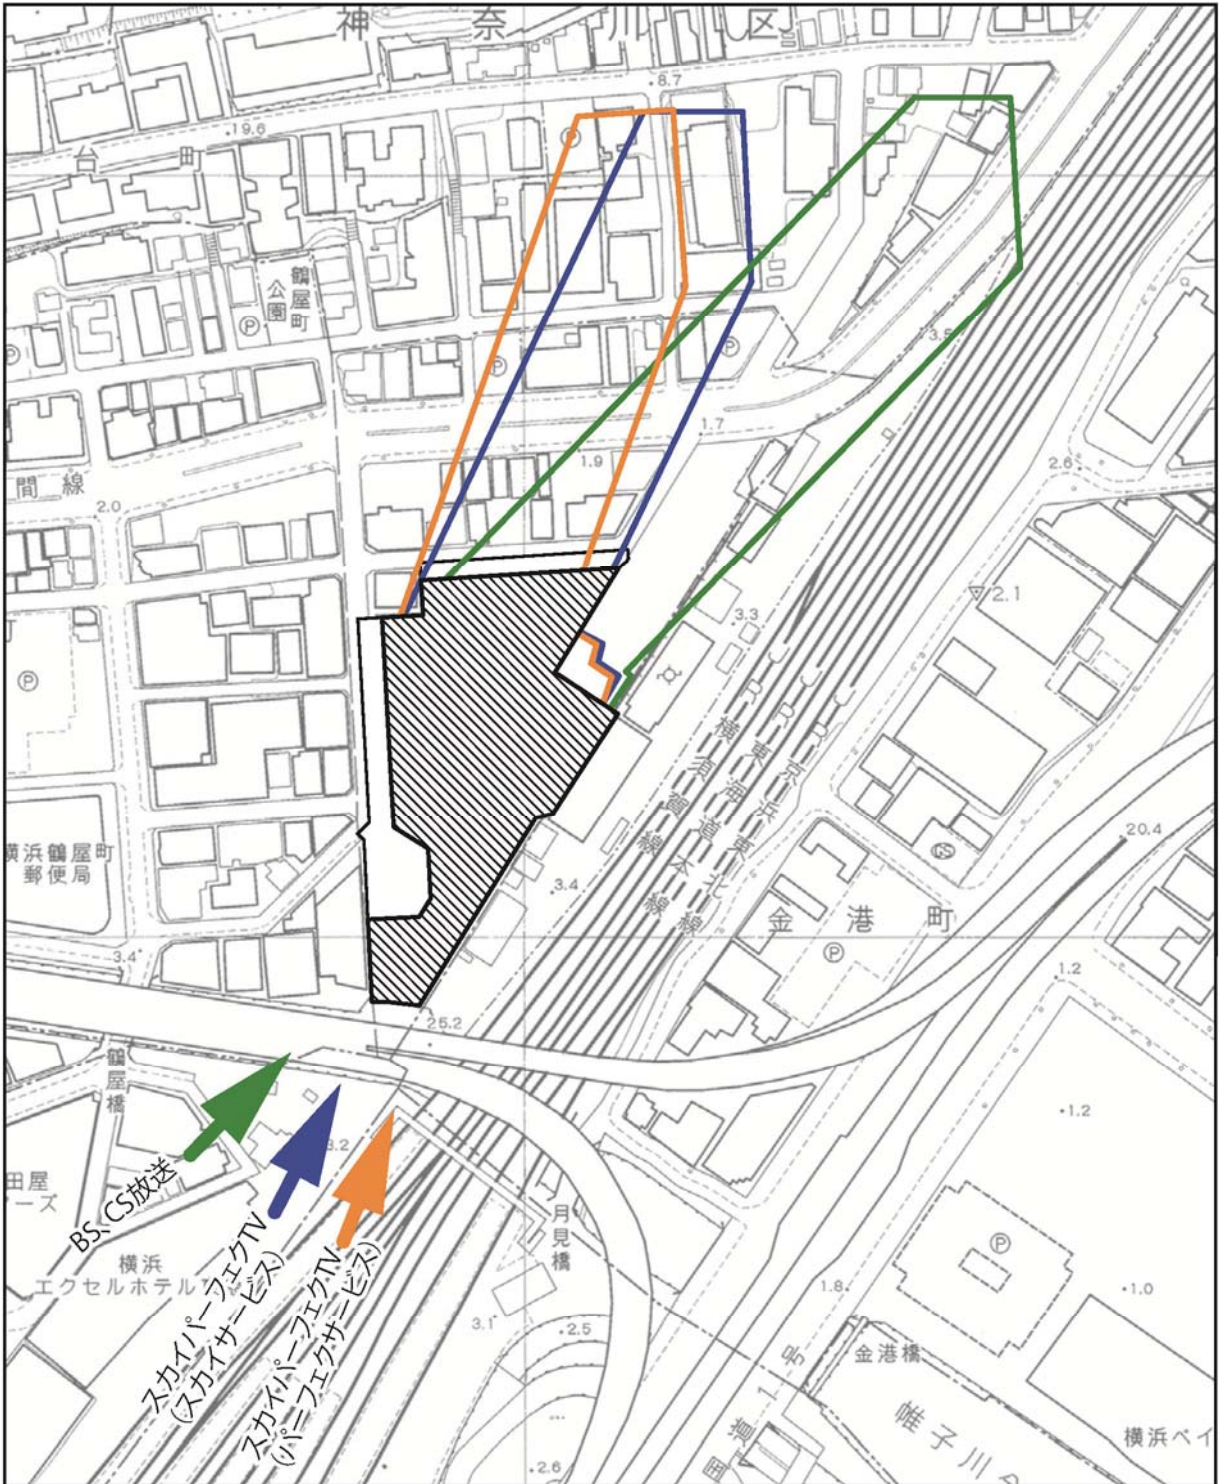 神奈川区
8.7
19.6
台町
鶴屋町
公園
P
P
P
P
P
3.5
1.7
1.9
間線
2.0
2.6
2.1
3.3
P
横須賀線
東海道本線
京浜東北線
横浜鶴屋町
郵便局
3.4
3.4
20.4
金港町
P
1.2
25.2
鶴屋橋
1.2
3.2
BS、CS放送
スカイパーフェクTV
(スカイサービス)
スカイパーフェクTV
(パーフェクサービス)
田屋
ーズ
横浜
エクセルホテル
月見橋
P
1.8
1.0
3.1
2.5
金港橋
国道1号
帷子川
横浜ベイ
2.6